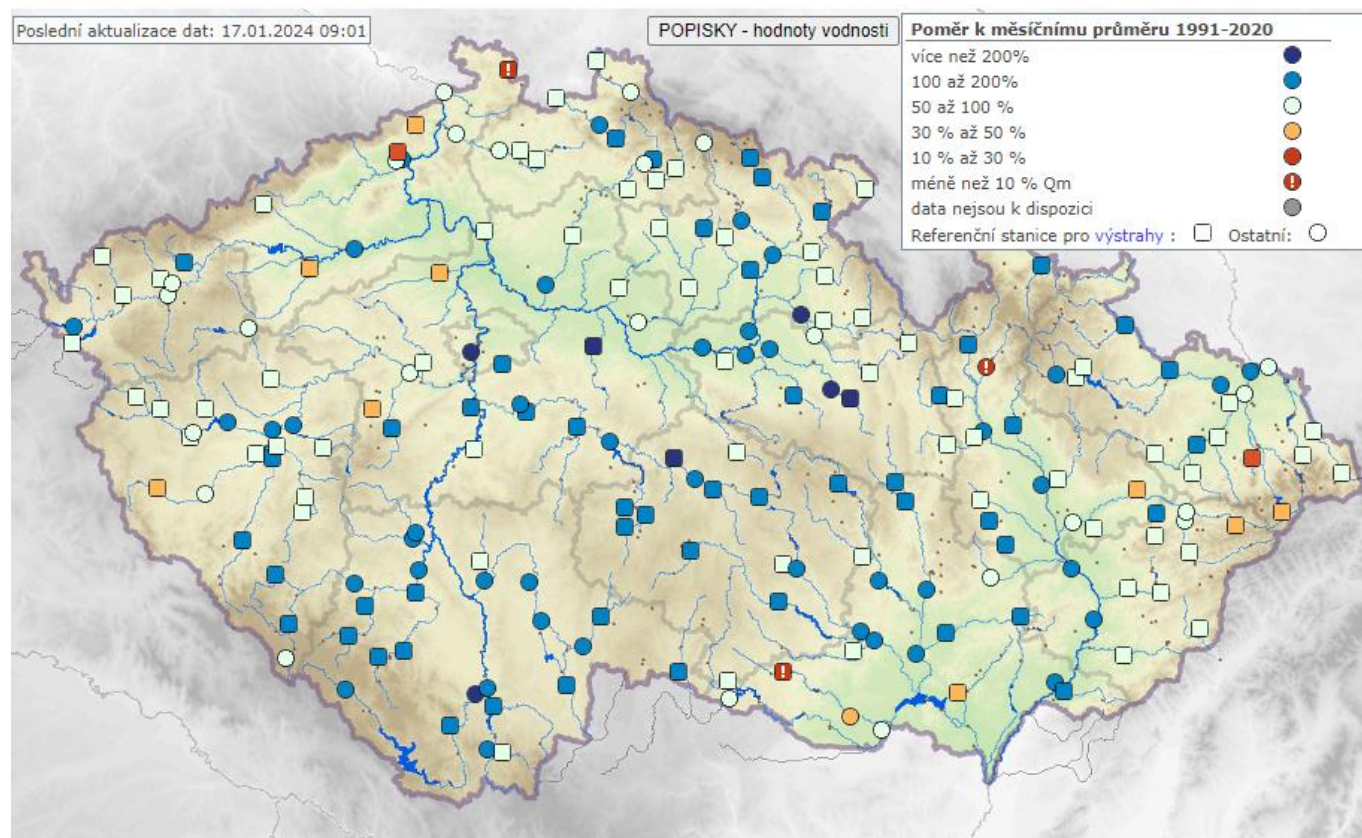 Poslední aktualizace dat: 17.01.2024 09:01
POPISKY - hodnoty vodnosti
Poměr k měsíčnímu průměru 1991-2020
více než 200%
100 až 200%
50 až 100 %
30 % až 50 %
10 % až 30 %
méně než 10 % Qm
data nejsou k dispozici
Referenční stanice pro výstrahy : Ostatní: